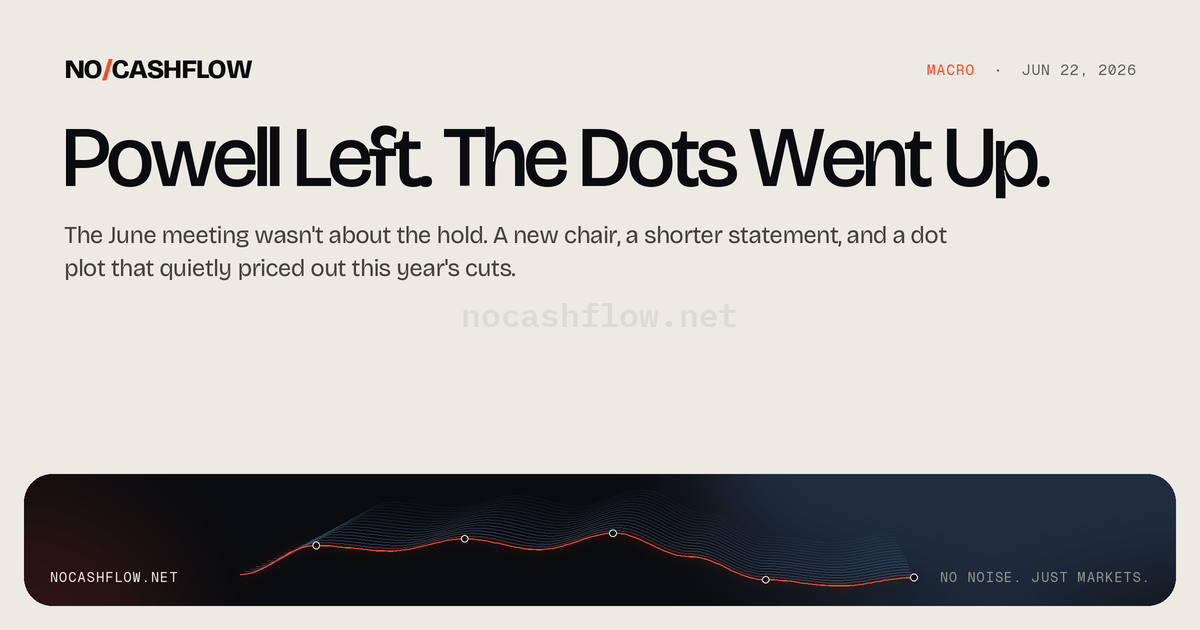 NO/CASHFLOW
MACRO · JUN 22, 2026
Powell Left. The Dots Went Up.
The June meeting wasn't about the hold. A new chair, a shorter statement, and a dot
plot that quietly priced out this year's cuts.
nocashflow.net
NOCASHFLOW.NET
NO NOISE. JUST MARKETS.